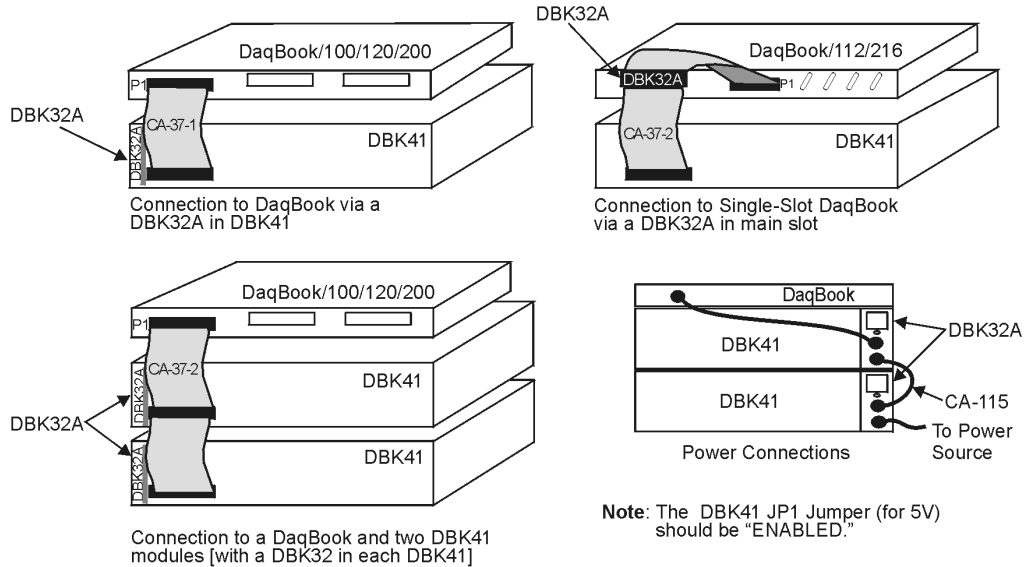 DBK32A
DaqBook/100/120/200
P1
CA-37-1
DBK32A
DBK32A
DBK41
Connection to DaqBook via a
DBK32A in DBK41
DaqBook/112/216
DBK32A
P1
CA-37-2
DBK41
Connection to Single-Slot DaqBook
via a DBK32A in main slot
DaqBook/100/120/200
P1
CA-37-2
DBK32A
DBK41
DBK32A
DBK32A
DBK41
Connection to a DaqBook and two DBK41
modules [with a DBK32 in each DBK41]
DaqBook
DBK41
DBK32A
DBK41
CA-115
To Power
Source
Power Connections
Note: The DBK41 JP1 Jumper (for 5V)
should be “ENABLED.”